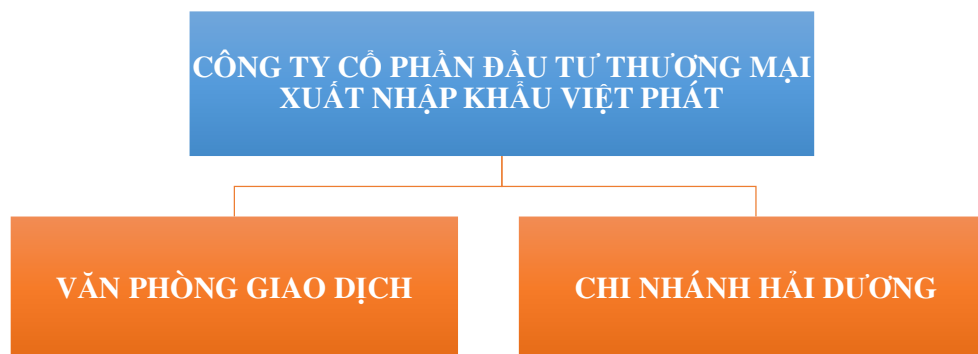 CÔNG TY CỔ PHẦN ĐẦU TƯ THƯƠNG MẠI
XUẤT NHẬP KHẨU VIỆT PHÁT
VĂN PHÒNG GIAO DỊCH
CHI NHÁNH HẢI DƯƠNG